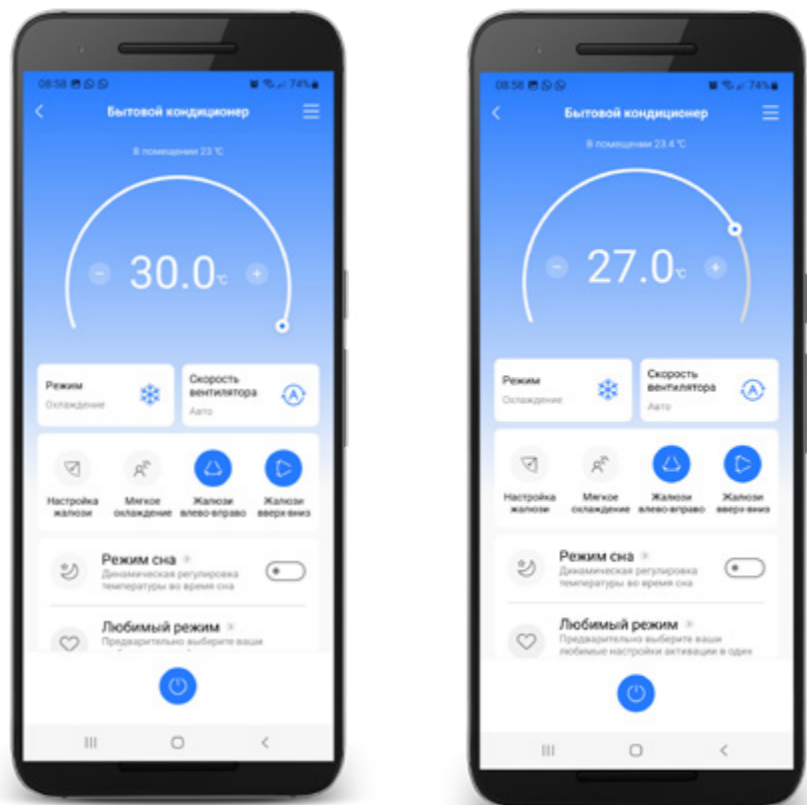 08:58
74%
Бытовой кондиционер
В помещении 23 °C
30.0 °C
Режим
Охлаждение
Скорость
вентилятора
Авто
Настройка
жалюзи
Мягкое
охлаждение
Жалюзи
влево-вправо
Жалюзи
вверх-вниз
Режим сна
Динамическая регулировка
температуры во время сна
Любимый режим
Предварительно выберите ваши
08:58
74%
Бытовой кондиционер
В помещении 23.4 °C
27.0 °C
Режим
Охлаждение
Скорость
вентилятора
Авто
Настройка
жалюзи
Мягкое
охлаждение
Жалюзи
влево-вправо
Жалюзи
вверх-вниз
Режим сна
Динамическая регулировка
температуры во время сна
Любимый режим
Предварительно выберите ваши
любимые настройки активации в один